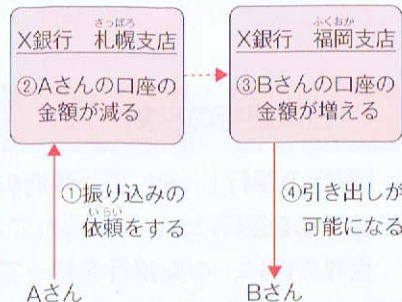 X銀行 札幌支店
さっぽろ
②Aさんの口座の
金額が減る
X銀行 福岡支店
ふくおか
③Bさんの口座の
金額が増える
①振り込みの
依頼をする
いらい
④引き出しが
可能になる
Aさん
Bさん